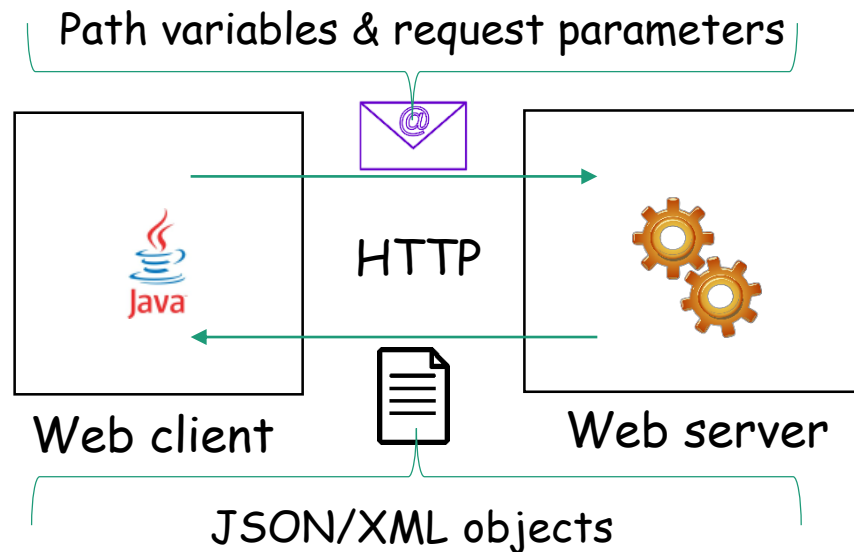 Path variables & request parameters
@
HTTP
Java
Web client
Web server
JSON/XML objects